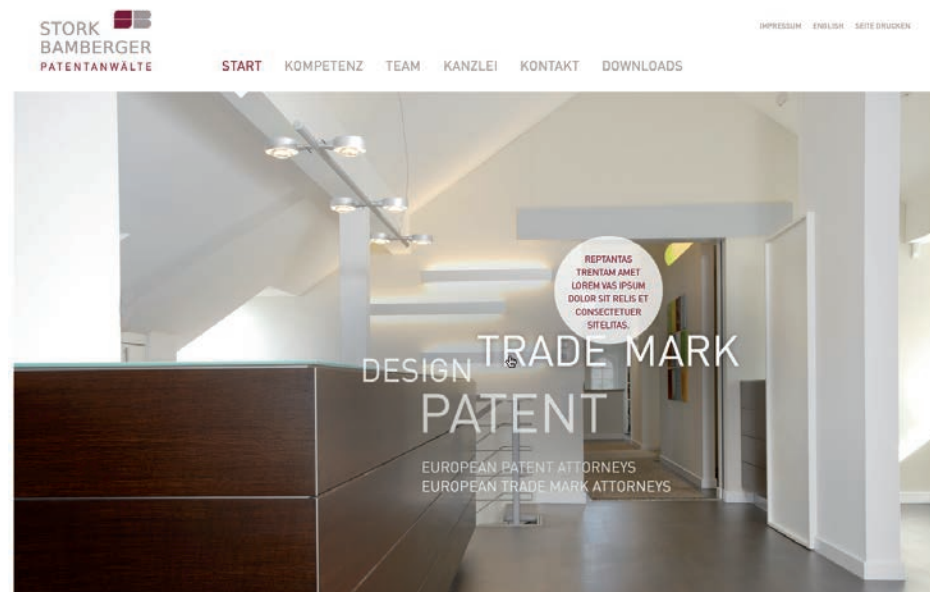 STORK
BAMBERGER
PATENTANWÄLTE
IMPRESSUM ENGLISH SEITE DRUCKEN
START KOMPETENZ TEAM KANZLEI KONTAKT DOWNLOADS
REPTANTAS
TRENTAM AMET
LOREM VAS IPSUM
DOLOR SIT RELIS ET
CONSECTETUER
SITELITAS.
TRADE MARK
DESIGN
PATENT
EUROPEAN PATENT ATTORNEYS
EUROPEAN TRADE MARK ATTORNEYS